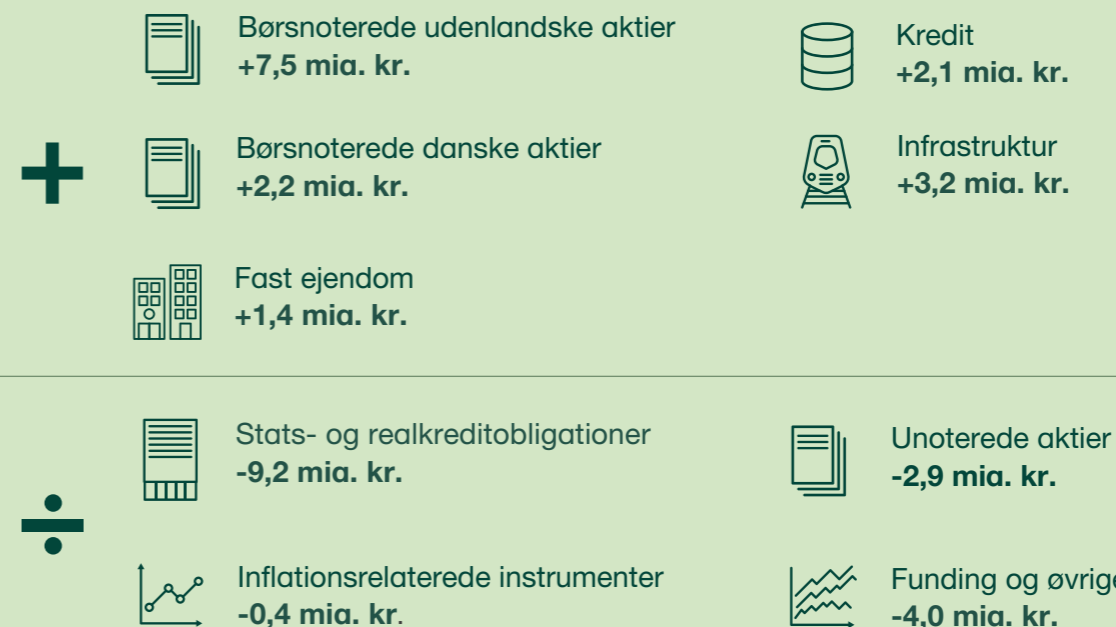 Børsnoterede udenlandske aktier
+7,5 mia. kr.
Kredit
+2,1 mia. kr.
+
Børsnoterede danske aktier
+2,2 mia. kr.
Infrastruktur
+3,2 mia. kr.
Fast ejendom
+1,4 mia. kr.
Stats- og realkreditobligationer
-9,2 mia. kr.
Unoterede aktier
-2,9 mia. kr.
÷
Inflationsrelaterede instrumenter
-0,4 mia. kr.
Funding og øvrige
-4,0 mia. kr.